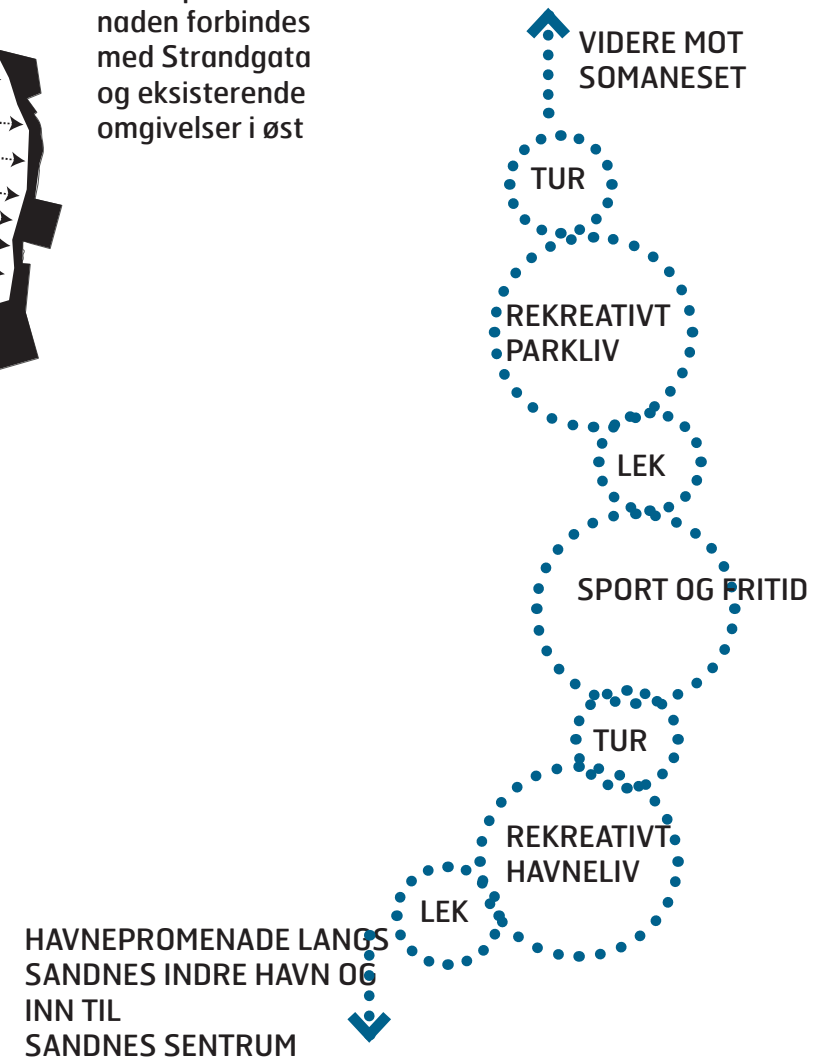 naden forbindes
med Strandgata
og eksisterende
omgivelser i øst
VIDERE MOT
SOMANESET
TUR
REKREATIVT
PARKLIV
LEK
SPORT OG FRITID
TUR
REKREATIVT
HAVNELIV
LEK
HAVNEPROMENADE LANGS
SANDNES INDRE HAVN OG
INN TIL
SANDNES SENTRUM